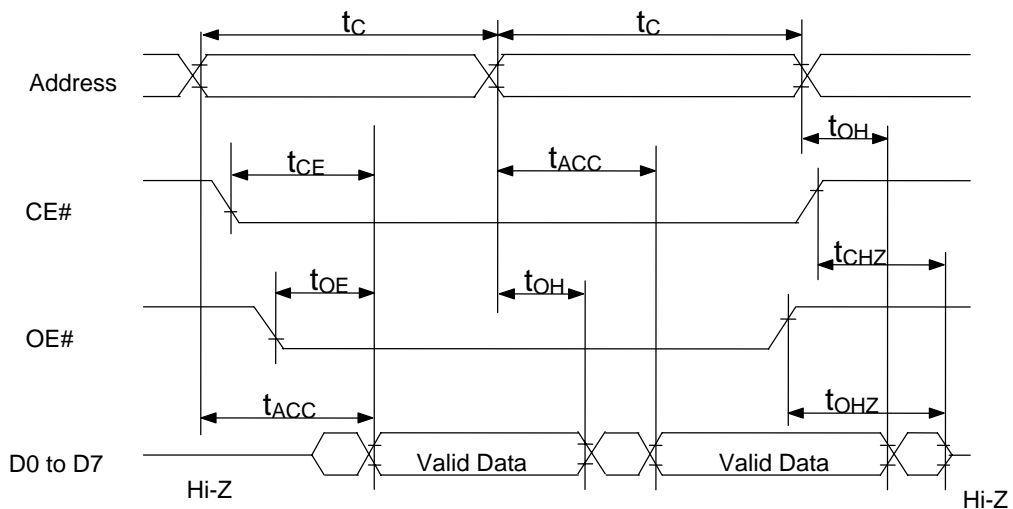 tC tC
Address
tOH
tCE tACC
CE#
tCHZ
tOE tOH
OE#
tACC tOHZ
D0 to D7 Valid Data Valid Data
Hi-Z Hi-Z